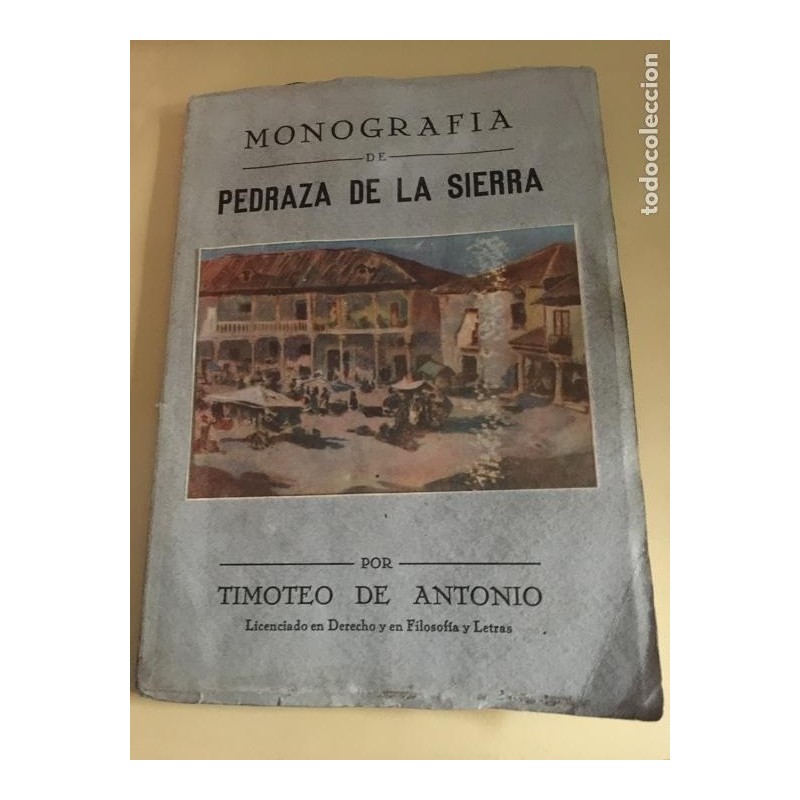 MONOGRAFIA
DE
PEDRAZA DE LA SIERRA
POR
TIMOTEO DE ANTONIO
Licenciado en Derecho y en Filosofía y Letras
todocoleccion